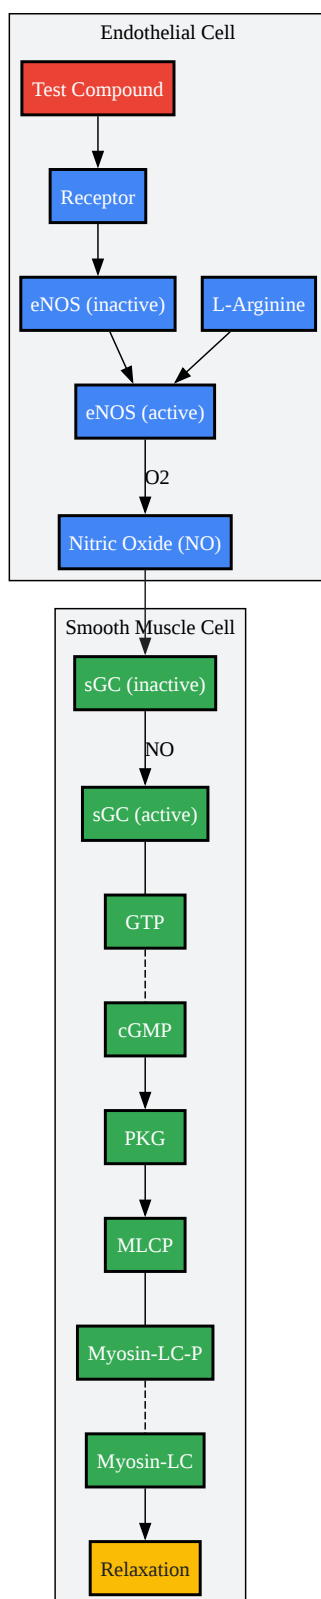 Endothelial Cell
Test Compound
Receptor
eNOS (inactive)
L-Arginine
eNOS (active)
O2
Nitric Oxide (NO)
Smooth Muscle Cell
sGC (inactive)
NO
sGC (active)
GTP
cGMP
PKG
MLCP
Myosin-LC-P
Myosin-LC
Relaxation